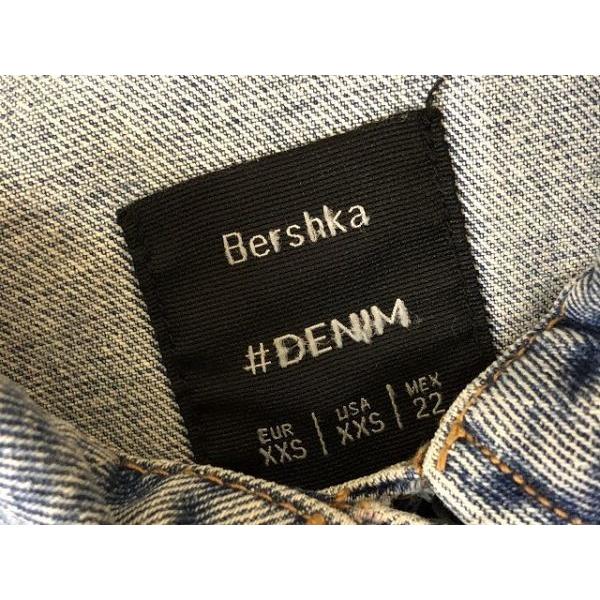 Bershka
#DENIM
EUR | USA | MEX
XXS | XXS | 22